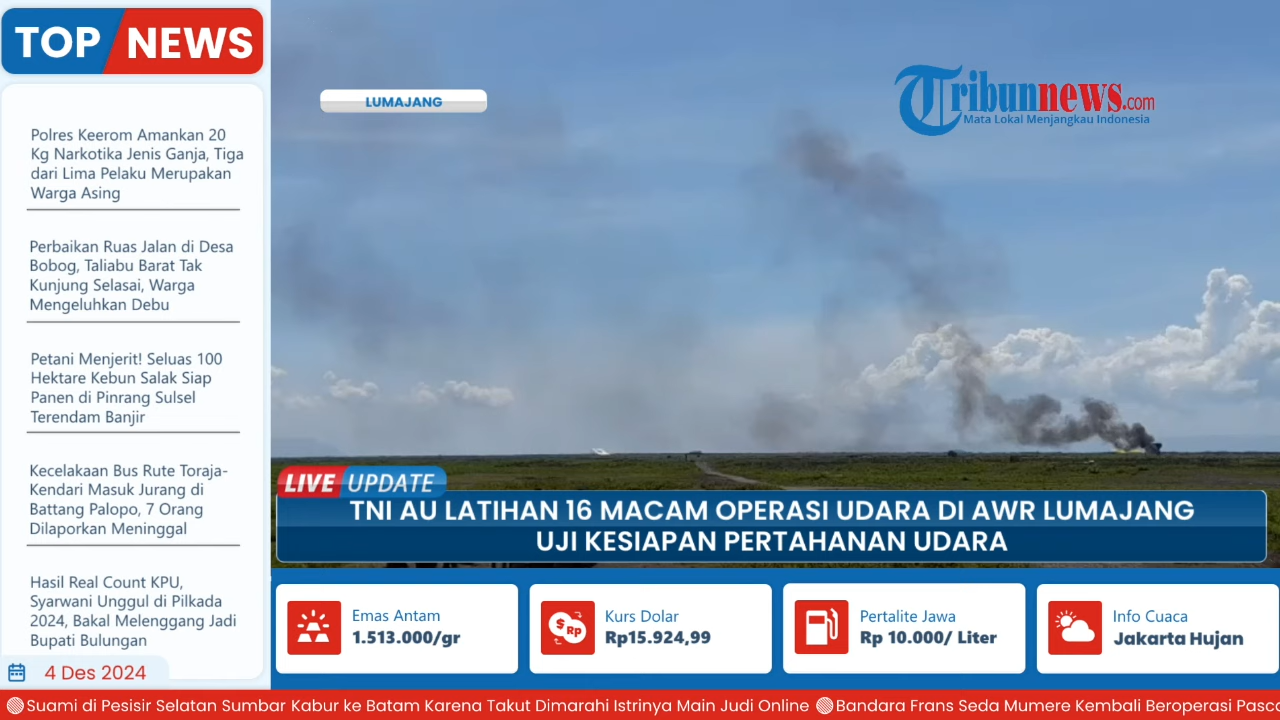 TOP NEWS
Polres Keerom Amankan 20
Kg Narkotika Jenis Ganja, Tiga
dari Lima Pelaku Merupakan
Warga Asing
Perbaikan Ruas Jalan di Desa
Bobog, Taliabu Barat Tak
Kunjung Selasai, Warga
Mengeluhkan Debu
Petani Menjerit! Seluas 100
Hektare Kebun Salak Siap
Panen di Pinrang Sulsel
Terendam Banjir
Kecelakaan Bus Rute Toraja-
Kendari Masuk Jurang di
Battang Palopo, 7 Orang
Dilaporkan Meninggal
Hasil Real Count KPU,
Syarwani Unggul di Pilkada
2024, Bakal Melenggang Jadi
Bupati Bulungan
4 Des 2024
LUMAJANG
Tribunnews.com
Mata Lokal Menjangkau Indonesia
LIVE UPDATE
TNI AU LATIHAN 16 MACAM OPERASI UDARA DI AWR LUMAJANG
UJI KESIAPAN PERTAHANAN UDARA
Emas Antam
1.513.000/gr
$ Rp
Kurs Dolar
Rp15.924,99
Pertalite Jawa
Rp 10.000/ Liter
Info Cuaca
Jakarta Hujan
Suami di Pesisir Selatan Sumbar Kabur ke Batam Karena Takut Dimarahi Istrinya Main Judi Online Bandara Frans Seda Mumere Kembali Beroperasi Pasca